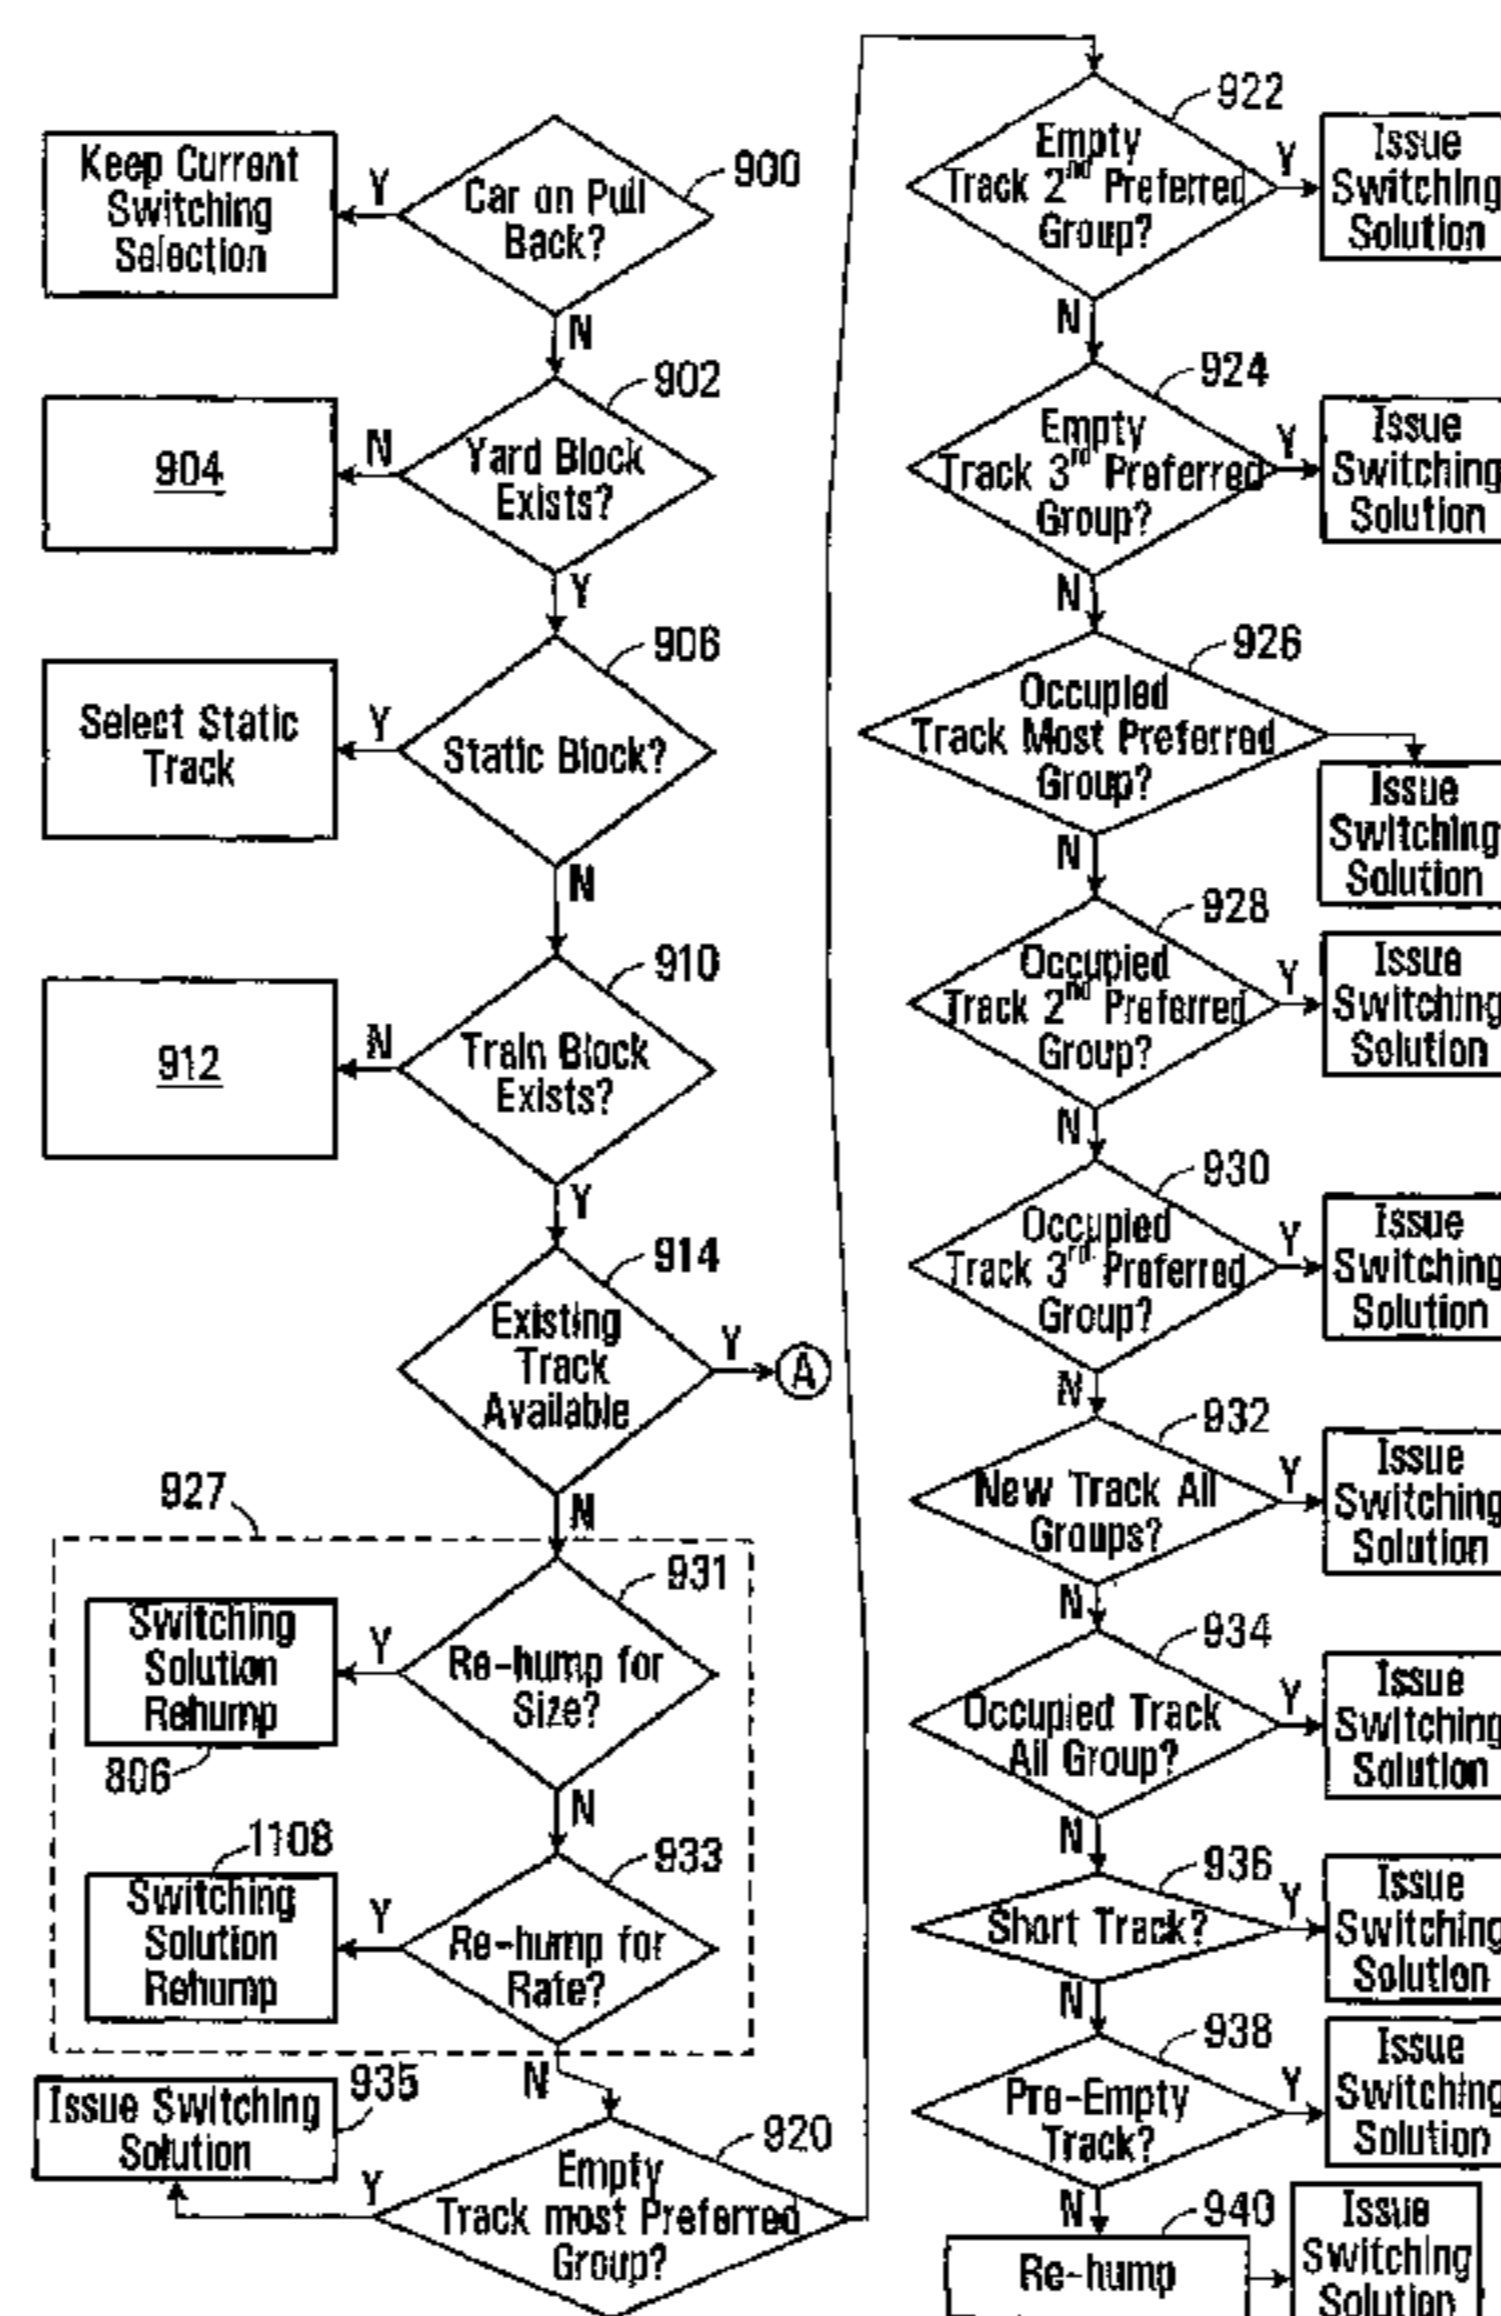 Keep Current
Switching
Selection
Y
Car on Pull
Back?
900
N
904
N
Yard Block
Exists?
902
Y
Select Static
Track
Y
Static Block?
906
N
912
N
Train Block
Exists?
910
Y
Existing
Track
Available
914
Y
A
N
927
Switching
Solution
Rehump
806
Y
Re-hump for
Size?
931
N
1108
Switching
Solution
Rehump
Y
Re-hump for
Rate?
933
N
Issue Switching
Solution
935
Y
Empty
Track most Preferred
Group?
920
Empty
Track 2nd Preferred
Group?
922
Y
Issue
Switching
Solution
N
Empty
Track 3rd Preferred
Group?
924
Y
Issue
Switching
Solution
N
Occupied
Track Most Preferred
Group?
926
Issue
Switching
Solution
N
Occupied
Track 2nd Preferred
Group?
928
Y
Issue
Switching
Solution
N
Occupied
Track 3rd Preferred
Group?
930
Y
Issue
Switching
Solution
N
New Track All
Groups?
932
Y
Issue
Switching
Solution
N
Occupied Track
All Group?
934
Y
Issue
Switching
Solution
N
Short Track?
936
Y
Issue
Switching
Solution
N
Pre-Empty
Track?
938
Y
Issue
Switching
Solution
N
Re-hump
940
Issue
Switching
Solution